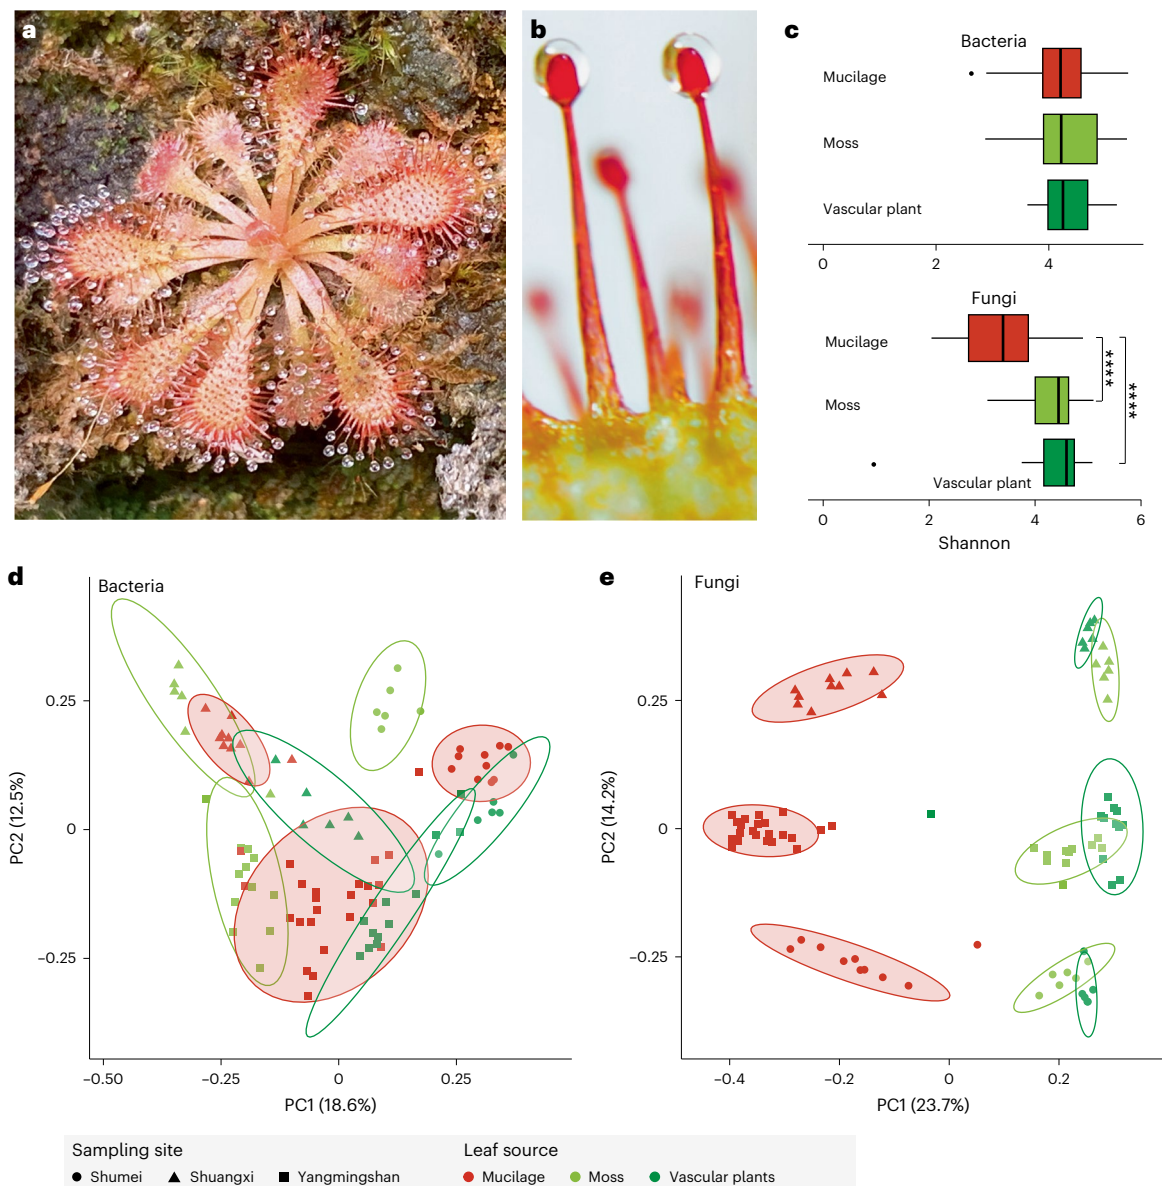 a
b
c
Bacteria
Mucilage
Moss
Vascular plant
0 2 4
Fungi
Mucilage
Moss
Vascular plant
****
****
0 2 4 6
Shannon
d
Bacteria
0.25
0
−0.25
PC2 (12.5%)
−0.50 −0.25 0 0.25
PC1 (18.6%)
e
Fungi
0.25
0
−0.25
PC2 (14.2%)
−0.4 −0.2 0 0.2
PC1 (23.7%)
Sampling site
Shumei Shuangxi Yangmingshan
Leaf source
Mucilage Moss Vascular plants